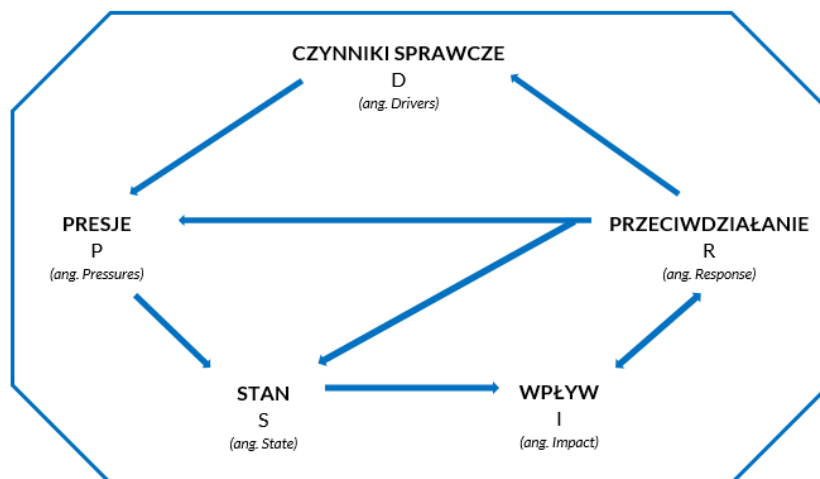 CZYNNIKI SPRAWCZE
D
(ang. Drivers)
PRESJE
P
(ang. Pressures)
PRZECIWDZIAŁANIE
R
(ang. Response)
STAN
S
(ang. State)
WPŁYW
I
(ang. Impact)